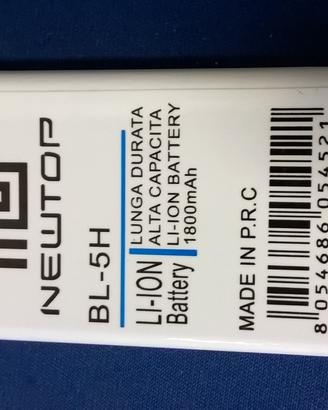 NEWTOP
BL-5H
LI-ION
Battery
LUNGA DURATA
ALTA CAPACITA
LI-ION BATTERY
1800mAh
MADE IN P.R.C
8 054686 054521